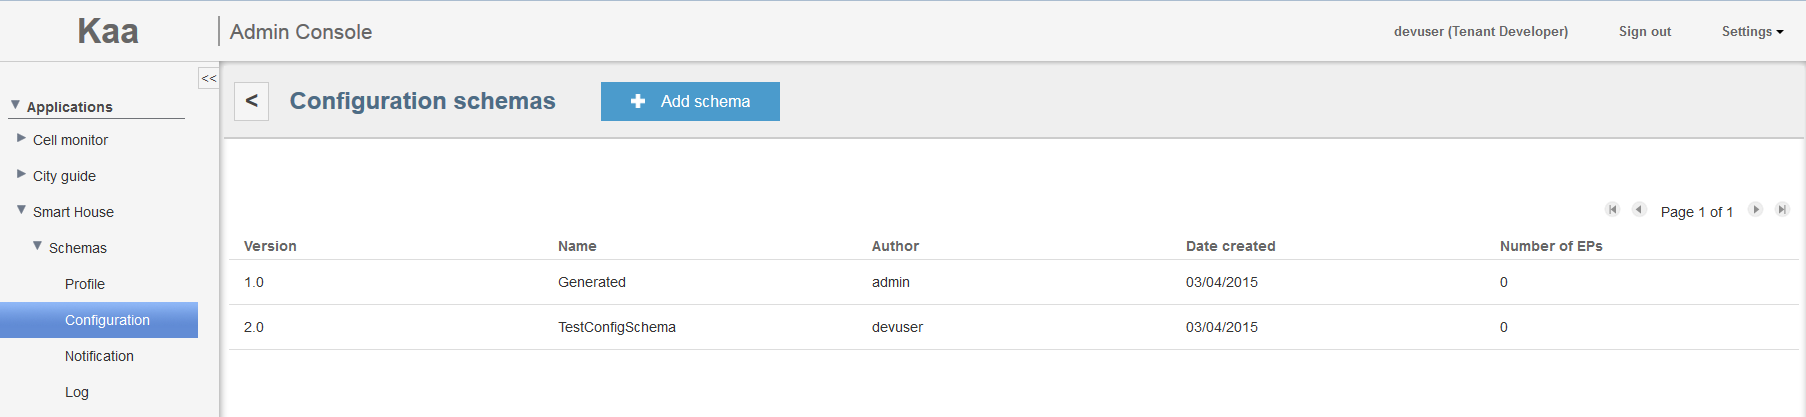 Kaa
Admin Console
devuser (Tenant Developer) Sign out Settings
<<
Applications
Cell monitor
City guide
Smart House
Schemas
Profile
Configuration
Notification
Log
< Configuration schemas + Add schema
Page 1 of 1
Version Name Author Date created Number of EPs
1.0 Generated admin 03/04/2015 0
2.0 TestConfigSchema devuser 03/04/2015 0